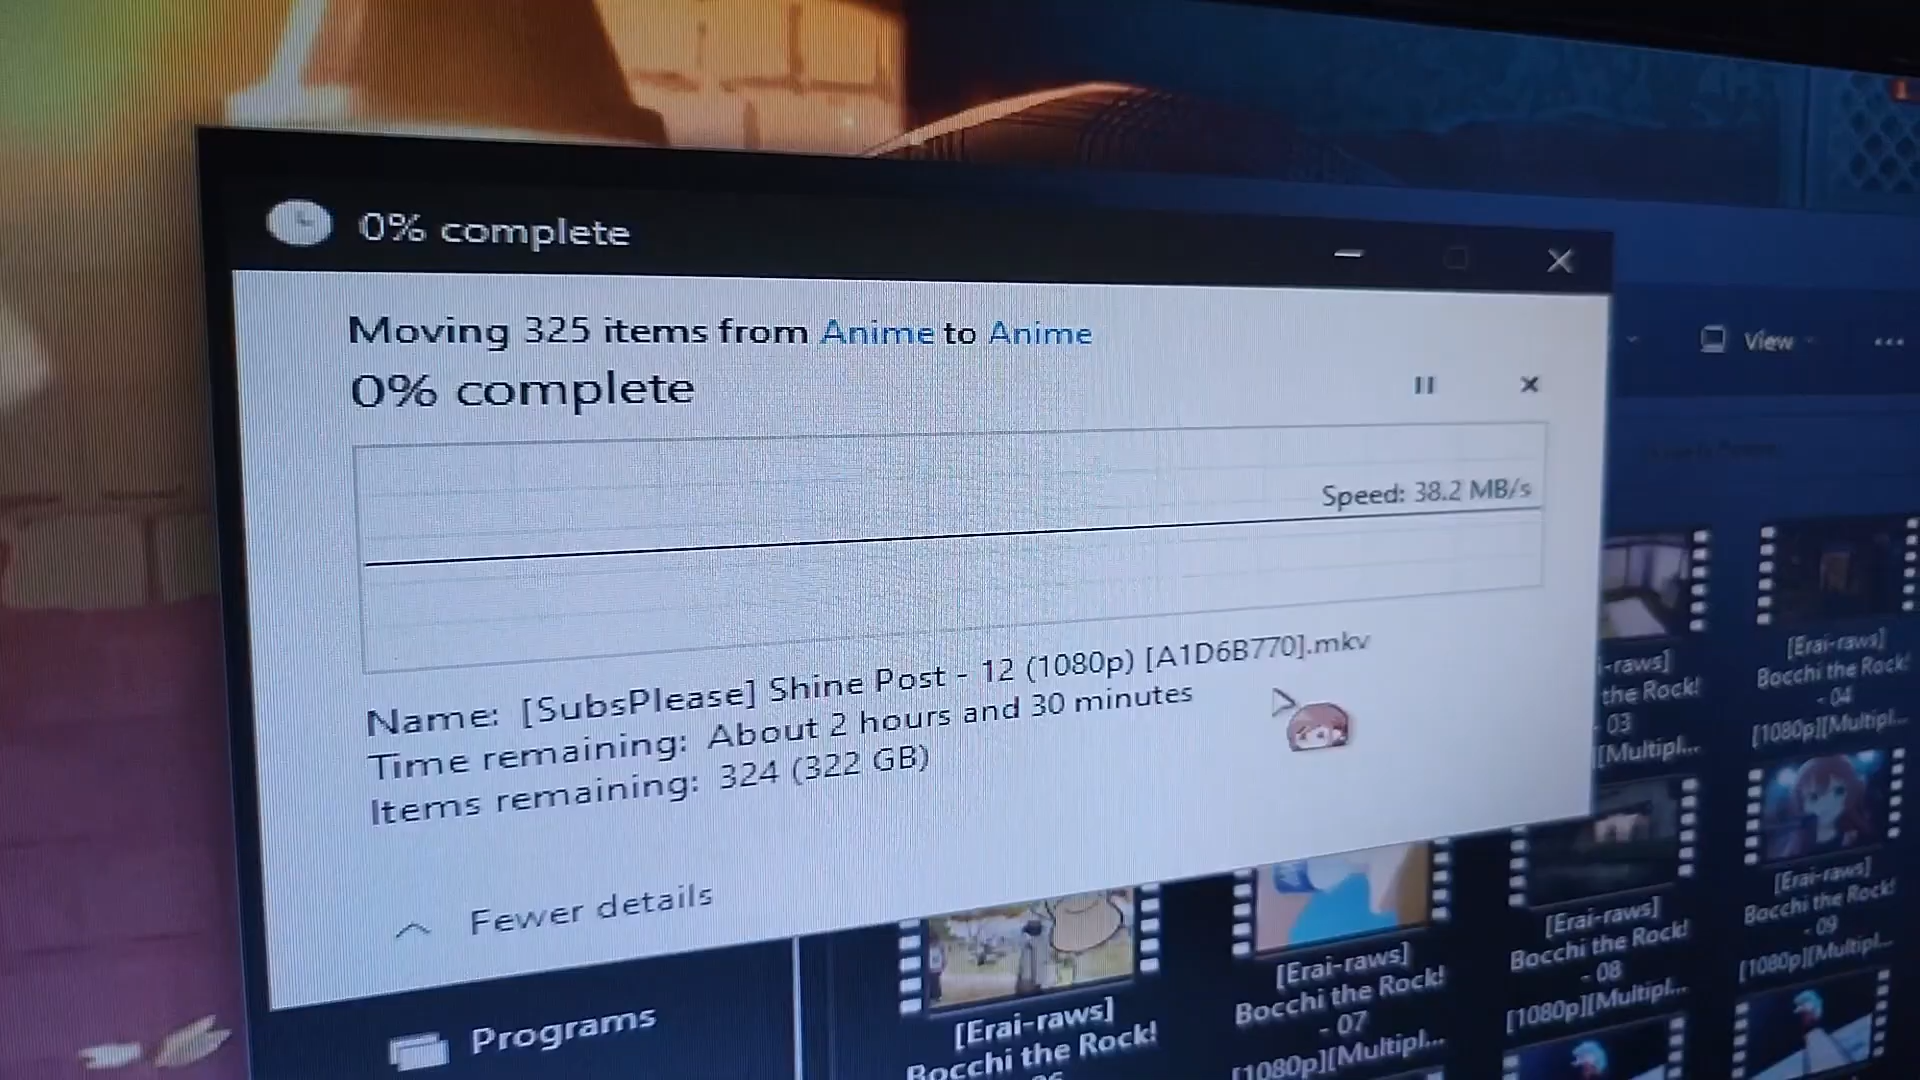 0% complete
Moving 325 items from Anime to Anime
0% complete
View
Speed: 38.2 MB/s
Name: [SubsPlease] Shine Post - 12 (1080p) [A1D6B770].mkv
Time remaining: About 2 hours and 30 minutes
Items remaining: 324 (322 GB)
Fewer details
Programs
i-raws]
the Rock!
- 03
[Multipl...
[Erai-raws]
Bocchi the Rock!
- 04
[1080p][Multipl...
[Erai-raws]
Bocchi the Rock!
[Erai-raws]
Bocchi the Rock!
- 07
[1080p][Multipl...
[Erai-raws]
Bocchi the Rock!
- 08
[1080p][Multipl...
[Erai-raws]
Bocchi the Rock!
- 09
[1080p][Multipl...